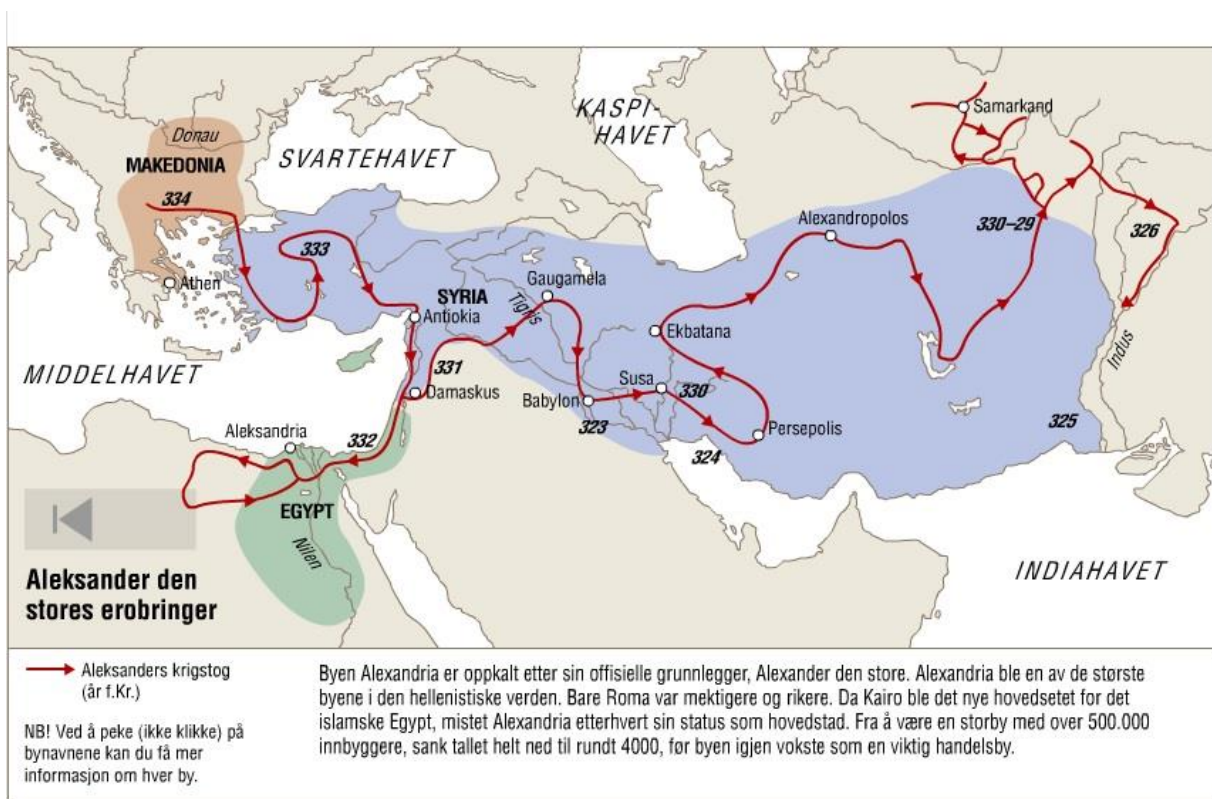 Donau
MAKEDONIA
334
SVARTEHAVET
KASPI-
HAVET
Samarkand
333
Athen
SYRIA
Antiokia
Tigris
Gaugamela
Alexandropolos
330–29
326
Ekbatana
Indus
MIDDELHAVET
331
Damaskus
Babylon
323
Susa
330
Persepolis
324
325
Aleksandria
332
EGYPT
Nilen
INDIAHAVET
Aleksander den
stores erobringer
Aleksanders krigstog
(år f.Kr.)
NB! Ved å peke (ikke klikke) på
bynavnene kan du få mer
informasjon om hver by.
Byen Alexandria er oppkalt etter sin offisielle grunnlegger, Alexander den store. Alexandria ble en av de største
byene i den hellenistiske verden. Bare Roma var mektigere og rikere. Da Kairo ble det nye hovedsetet for det
islamske Egypt, mistet Alexandria etterhvert sin status som hovedstad. Fra å være en storby med over 500.000
innbyggere, sank tallet helt ned til rundt 4000, før byen igjen vokste som en viktig handelsby.